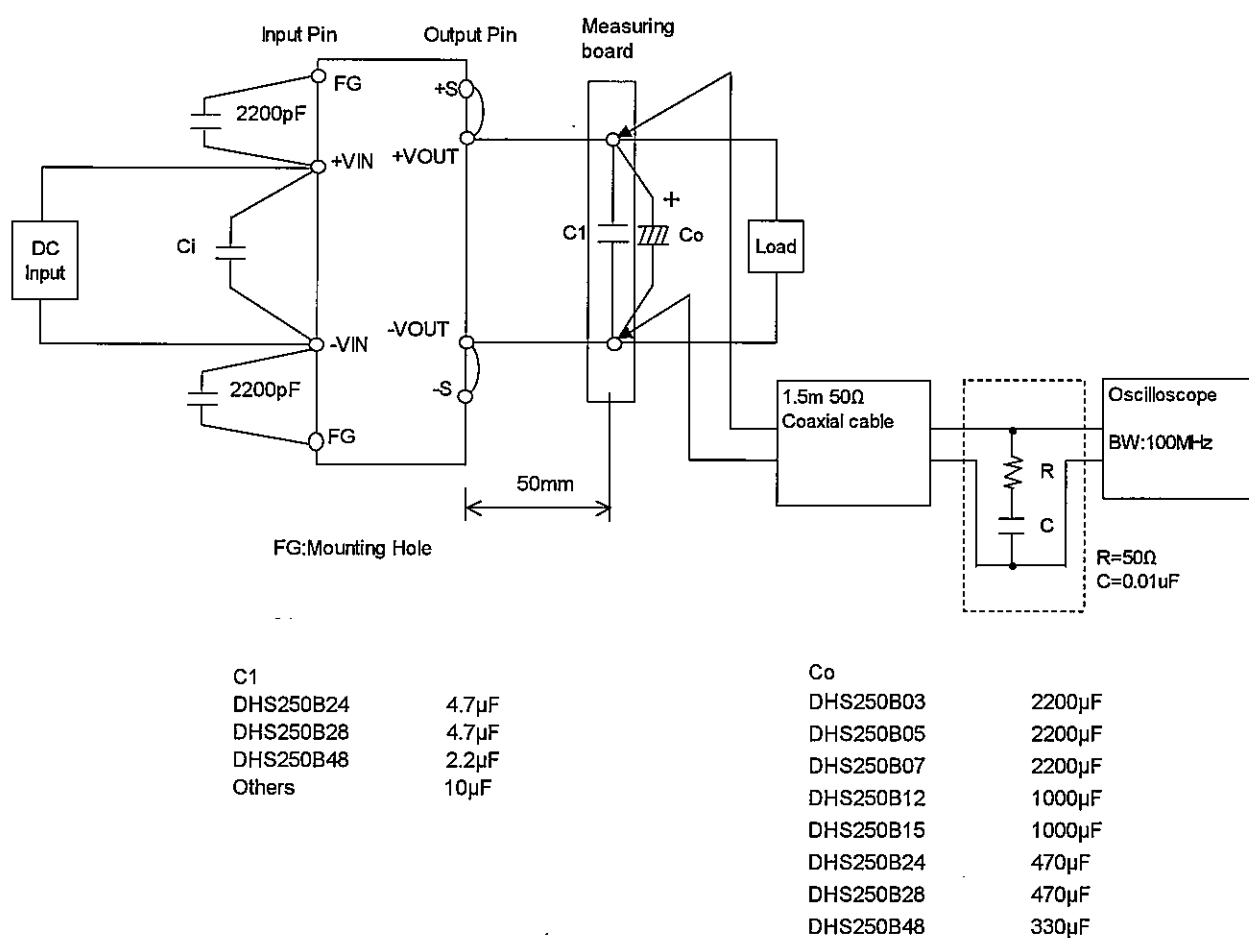 Input Pin
Output Pin
Measuring board
FG
+S
2200pF
+VIN
+VOUT
+
DC Input
Ci
C1
Co
Load
-VIN
-VOUT
2200pF
-S
FG
1.5m 50Ω
Coaxial cable
Oscilloscope
BW:100MHz
50mm
R
C
FG:Mounting Hole
R=50Ω
C=0.01uF
C1
DHS250B24 4.7µF
DHS250B28 4.7µF
DHS250B48 2.2µF
Others 10µF
Co
DHS250B03 2200µF
DHS250B05 2200µF
DHS250B07 2200µF
DHS250B12 1000µF
DHS250B15 1000µF
DHS250B24 470µF
DHS250B28 470µF
DHS250B48 330µF